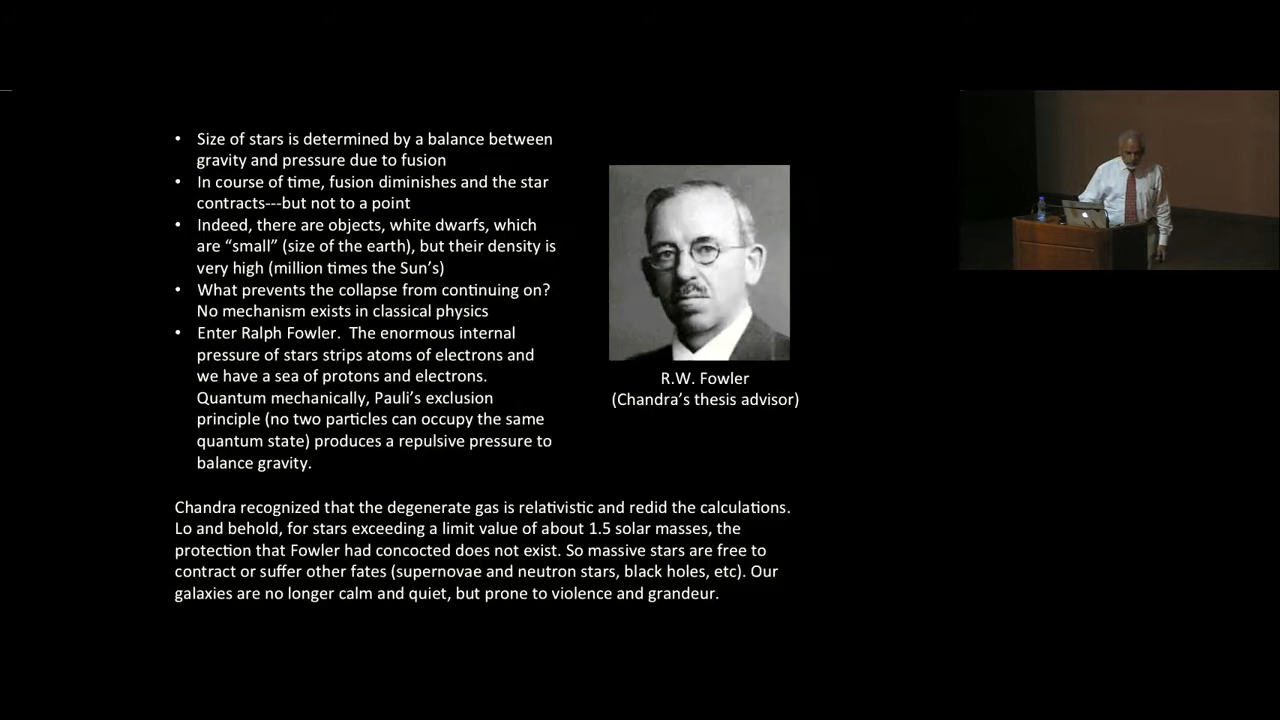 • Size of stars is determined by a balance between
gravity and pressure due to fusion
• In course of time, fusion diminishes and the star
contracts---but not to a point
• Indeed, there are objects, white dwarfs, which
are “small” (size of the earth), but their density is
very high (million times the Sun’s)
• What prevents the collapse from continuing on?
No mechanism exists in classical physics
• Enter Ralph Fowler.  The enormous internal
pressure of stars strips atoms of electrons and
we have a sea of protons and electrons.
Quantum mechanically, Pauli’s exclusion
principle (no two particles can occupy the same
quantum state) produces a repulsive pressure to
balance gravity.
R.W. Fowler
(Chandra’s thesis advisor)
Chandra recognized that the degenerate gas is relativistic and redid the calculations.
Lo and behold, for stars exceeding a limit value of about 1.5 solar masses, the
protection that Fowler had concocted does not exist. So massive stars are free to
contract or suffer other fates (supernovae and neutron stars, black holes, etc). Our
galaxies are no longer calm and quiet, but prone to violence and grandeur.